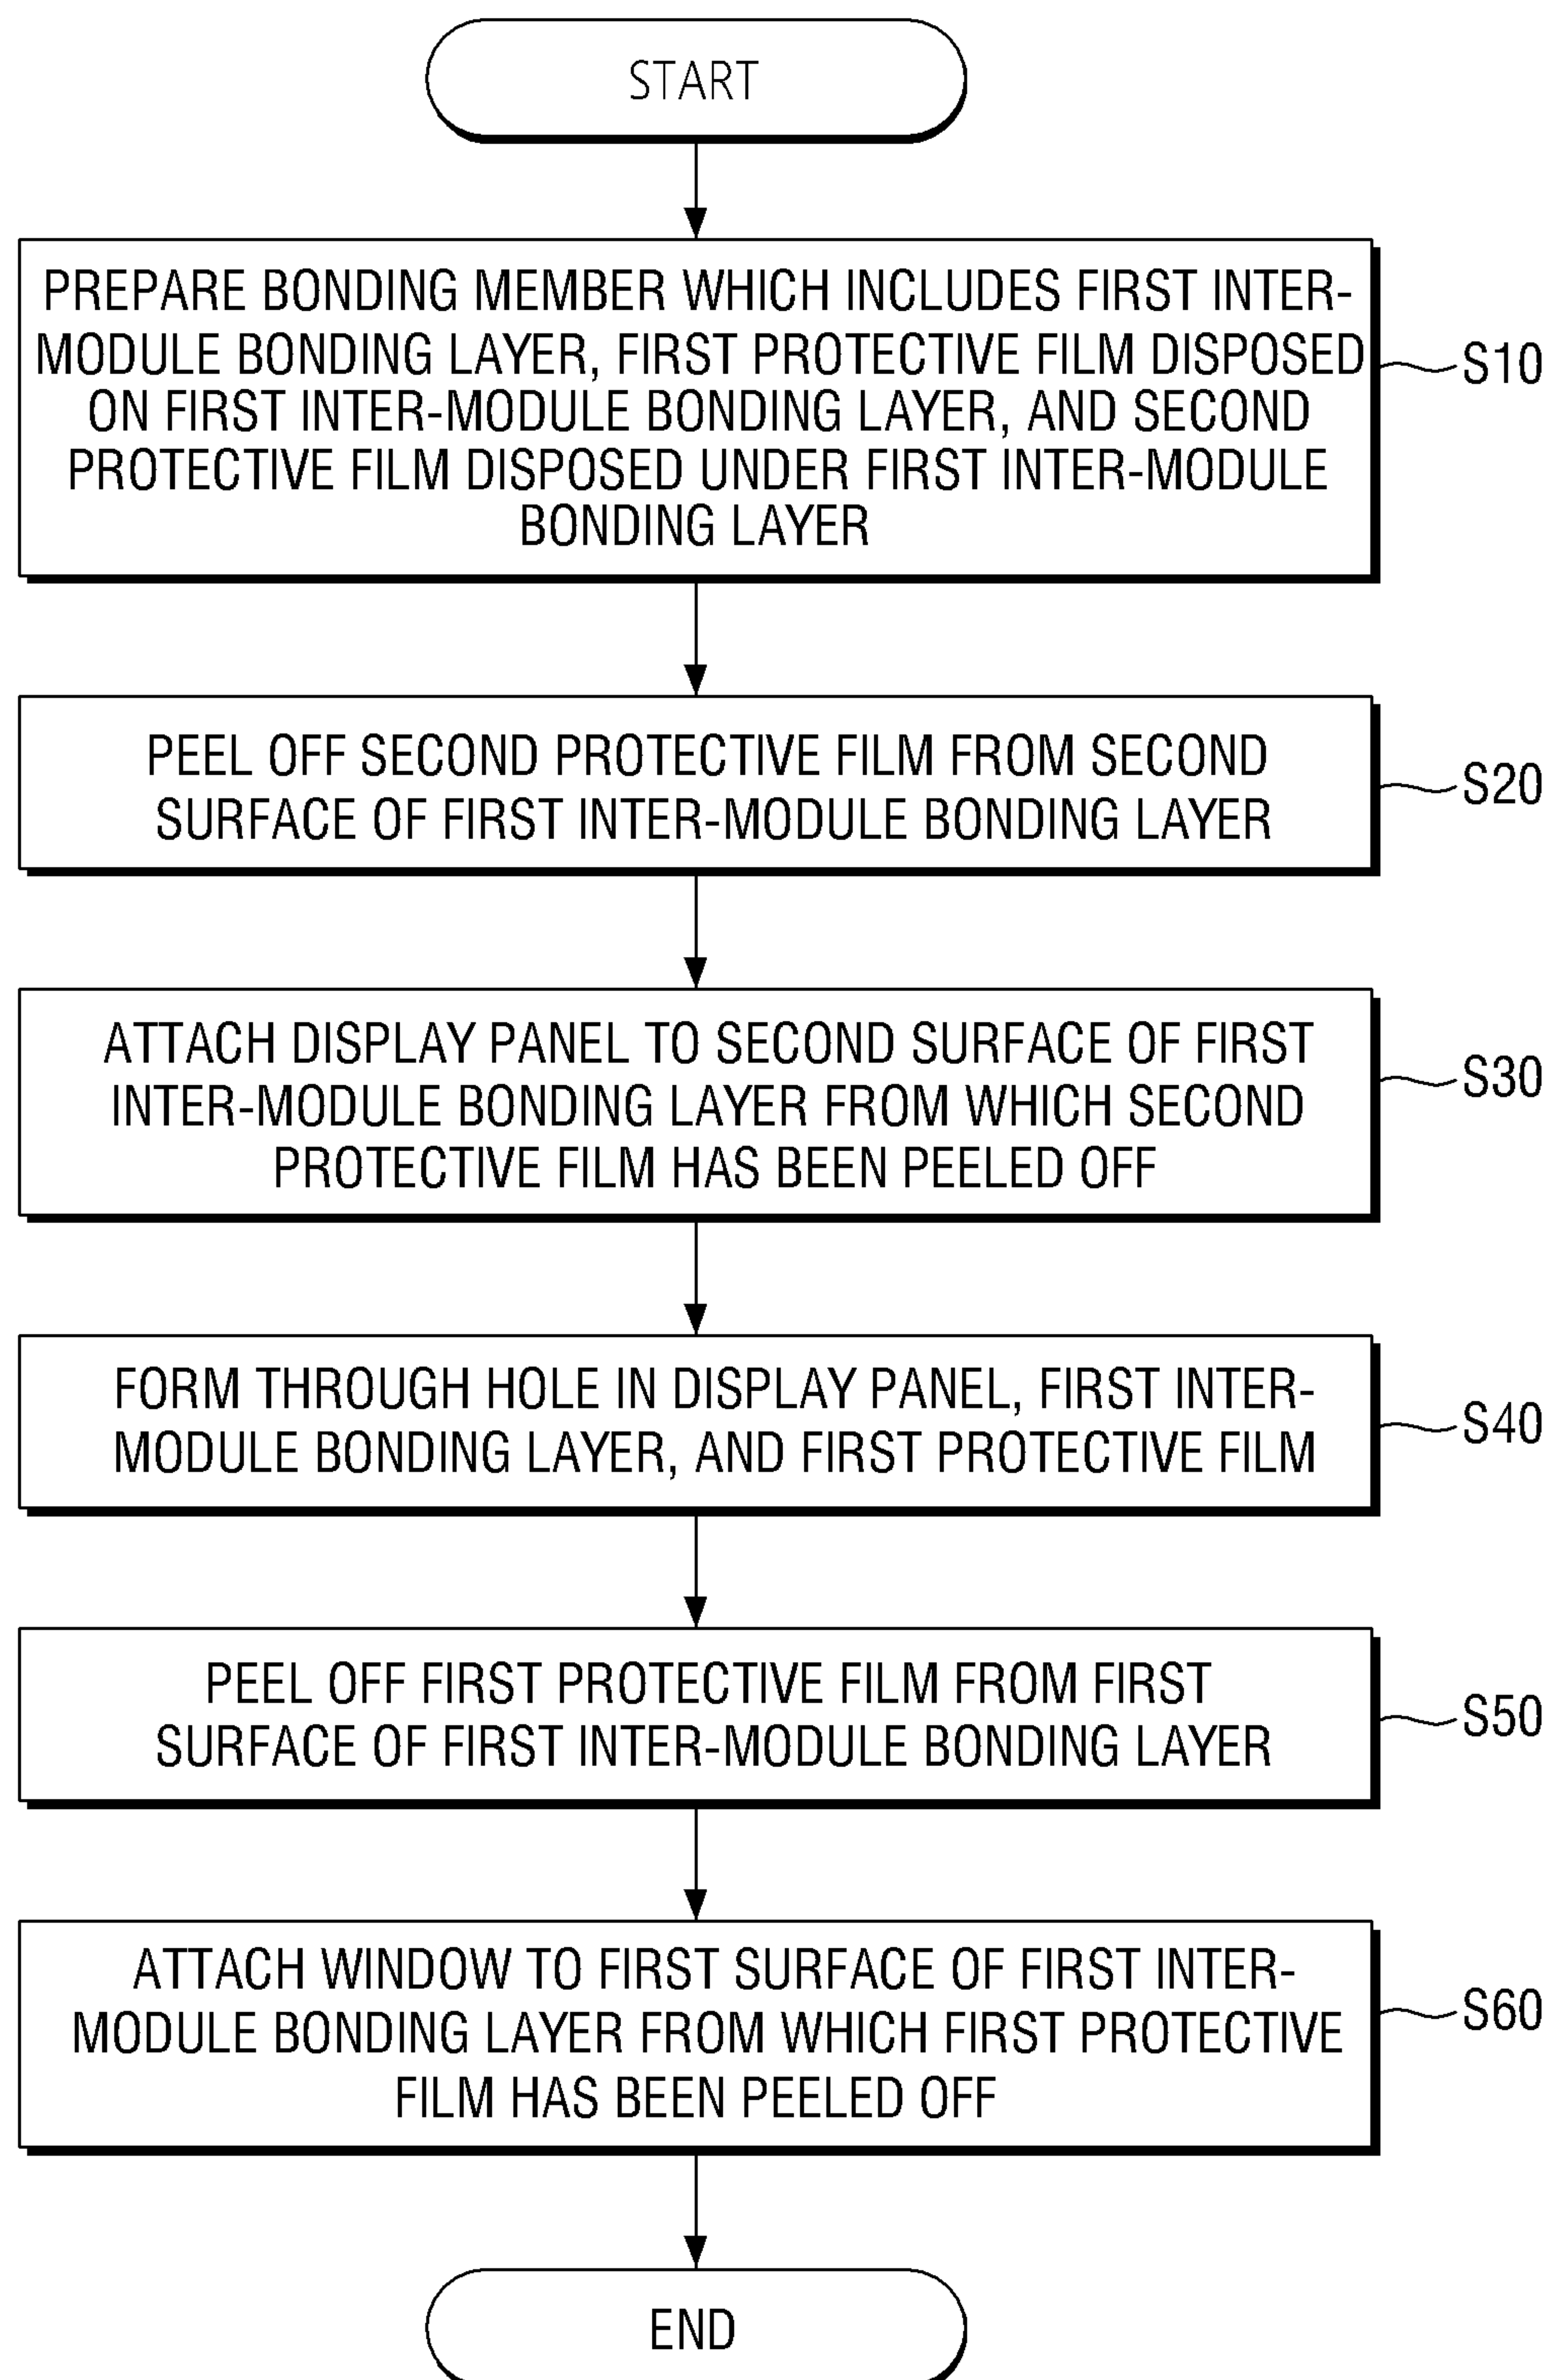 START
PREPARE BONDING MEMBER WHICH INCLUDES FIRST INTER-
MODULE BONDING LAYER, FIRST PROTECTIVE FILM DISPOSED
ON FIRST INTER-MODULE BONDING LAYER, AND SECOND
PROTECTIVE FILM DISPOSED UNDER FIRST INTER-MODULE
BONDING LAYER
S10
PEEL OFF SECOND PROTECTIVE FILM FROM SECOND
SURFACE OF FIRST INTER-MODULE BONDING LAYER
S20
ATTACH DISPLAY PANEL TO SECOND SURFACE OF FIRST
INTER-MODULE BONDING LAYER FROM WHICH SECOND
PROTECTIVE FILM HAS BEEN PEELED OFF
S30
FORM THROUGH HOLE IN DISPLAY PANEL, FIRST INTER-
MODULE BONDING LAYER, AND FIRST PROTECTIVE FILM
S40
PEEL OFF FIRST PROTECTIVE FILM FROM FIRST
SURFACE OF FIRST INTER-MODULE BONDING LAYER
S50
ATTACH WINDOW TO FIRST SURFACE OF FIRST INTER-
MODULE BONDING LAYER FROM WHICH FIRST PROTECTIVE
FILM HAS BEEN PEELED OFF
S60
END